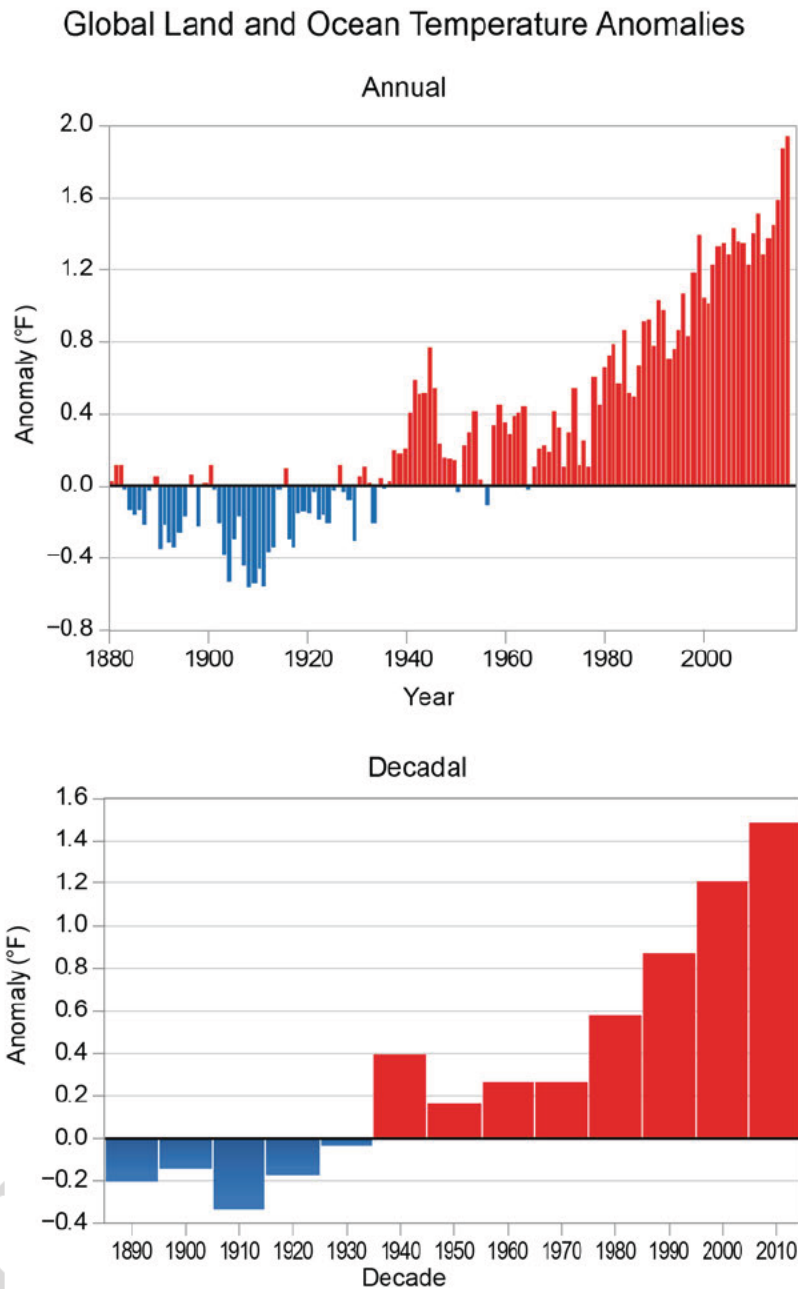 Global Land and Ocean Temperature Anomalies
Annual
Anomaly (°F)
2.0
1.6
1.2
0.8
0.4
0.0
−0.4
−0.8
1880 1900 1920 1940 1960 1980 2000
Year
Decadal
Anomaly (°F)
1.6
1.4
1.2
1.0
0.8
0.6
0.4
0.2
0.0
−0.2
−0.4
1890 1900 1910 1920 1930 1940 1950 1960 1970 1980 1990 2000 2010
Decade